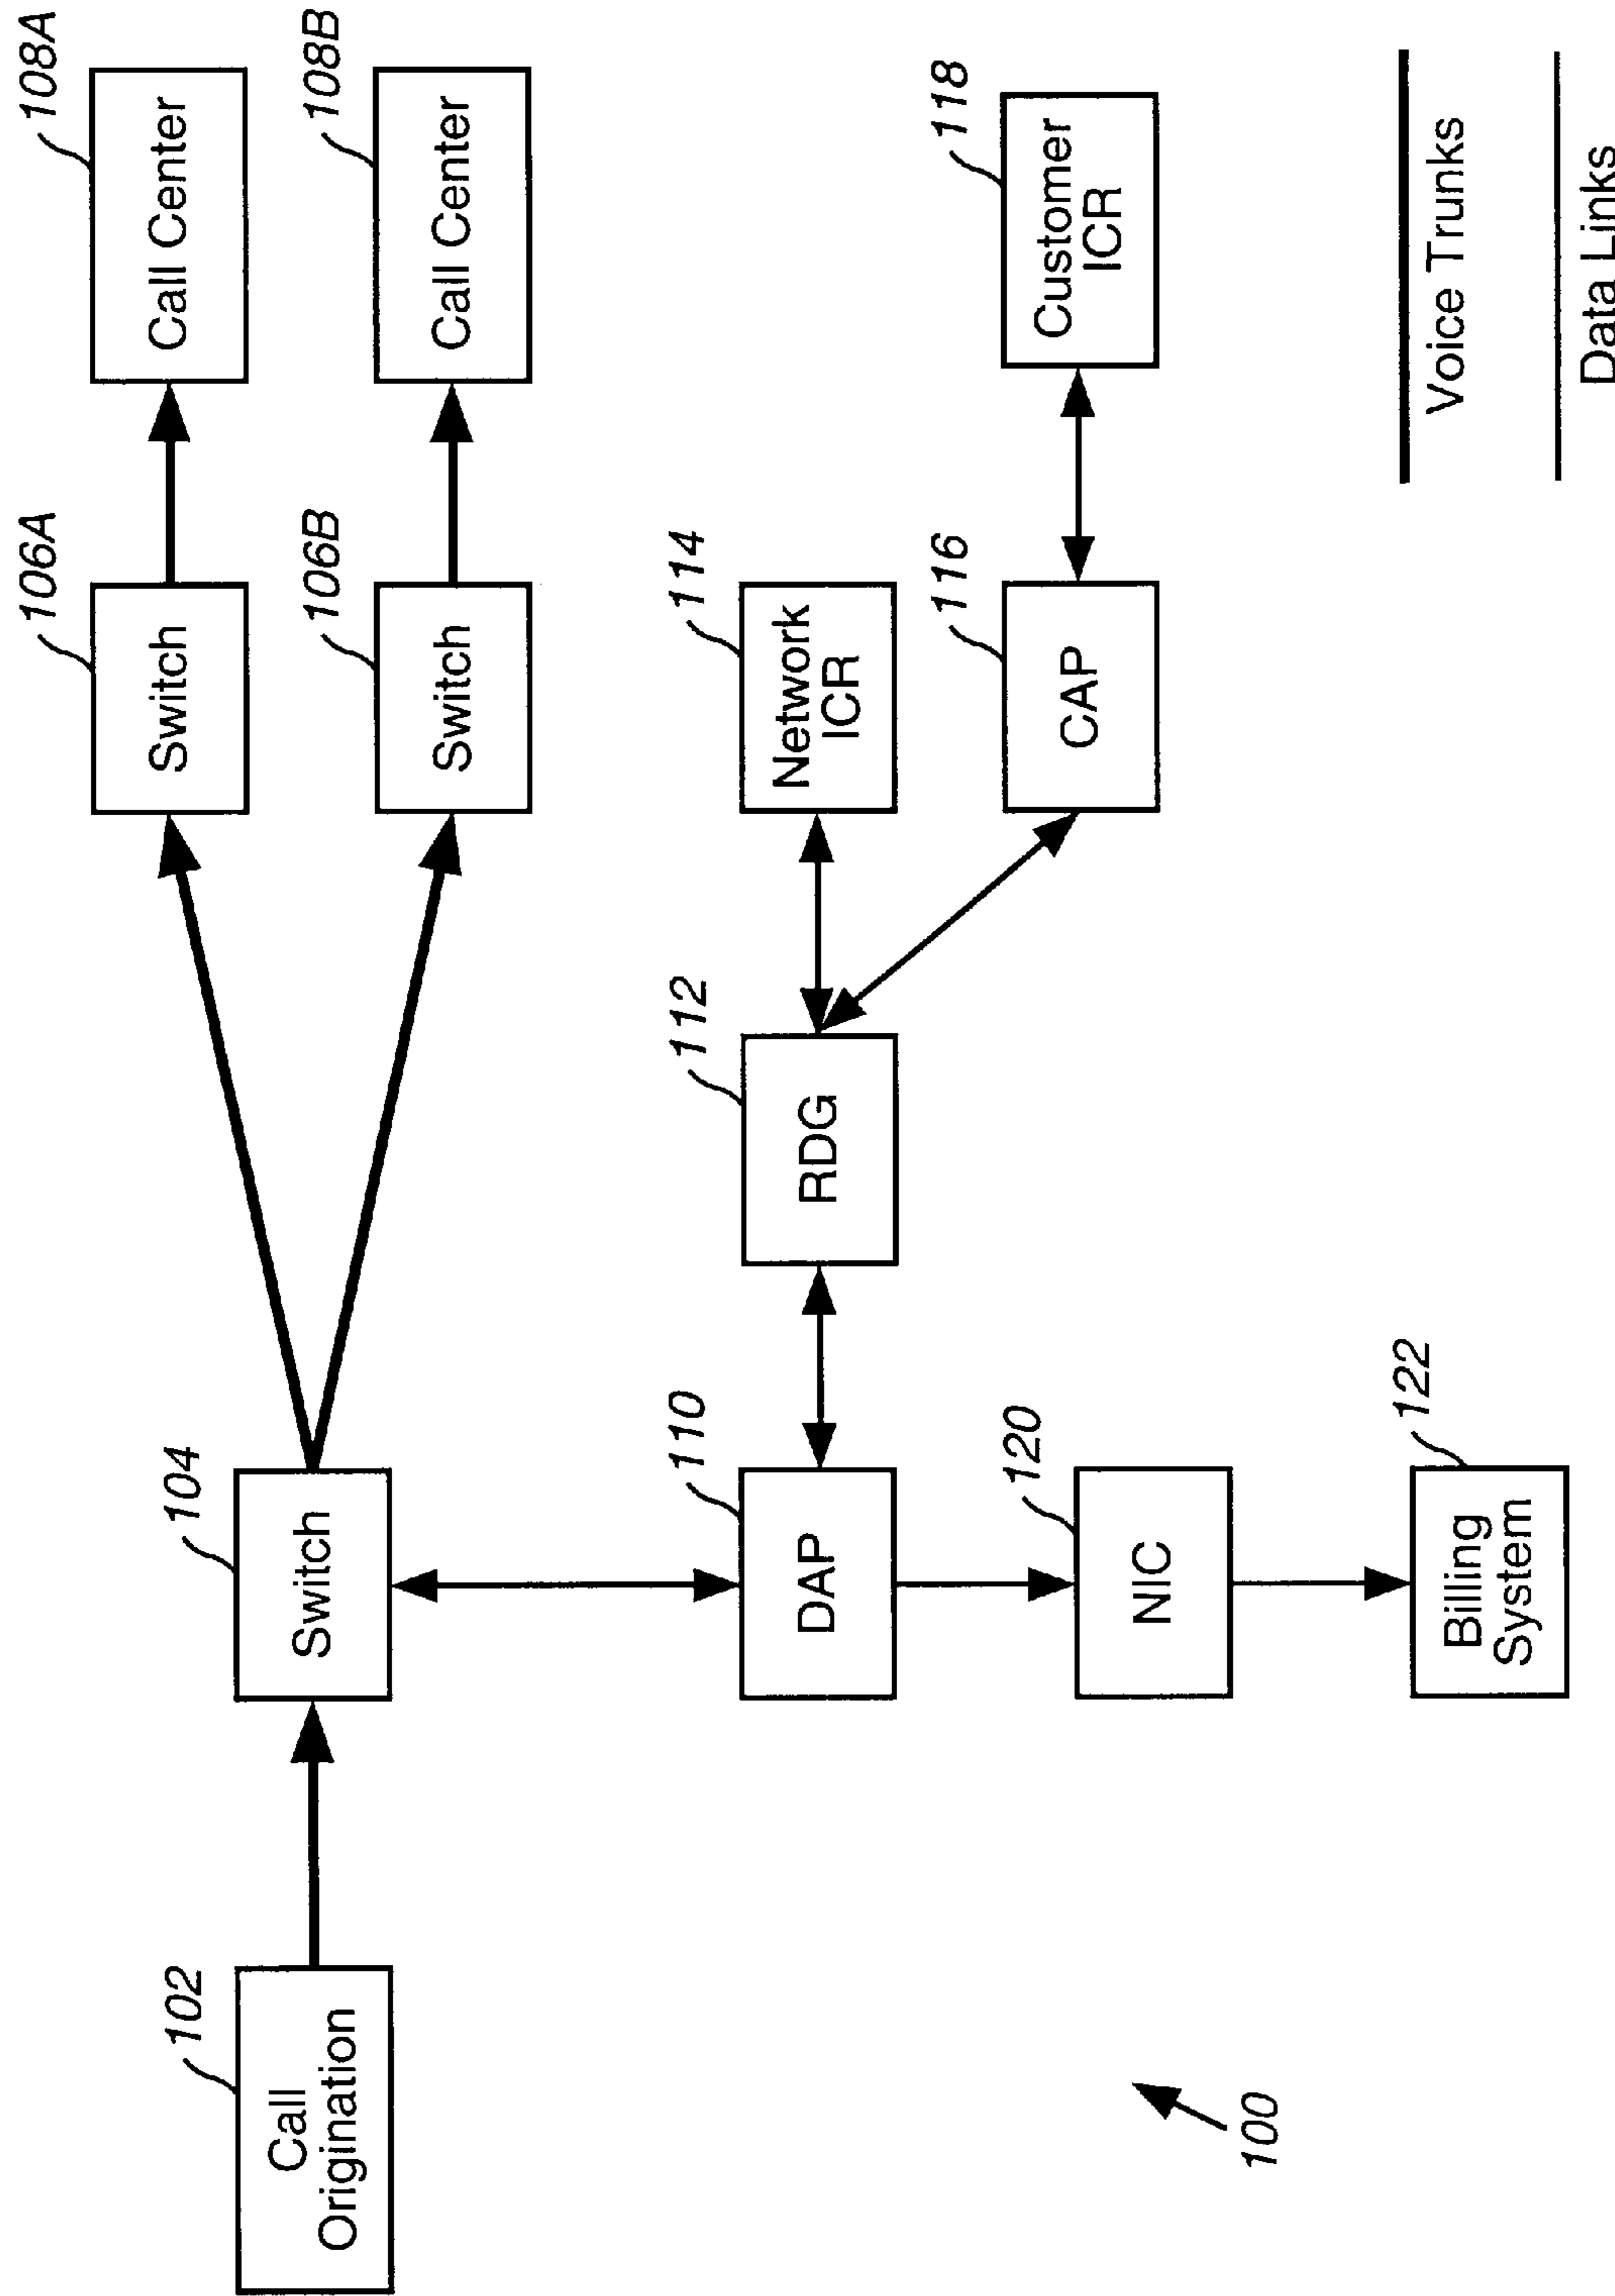 108A
Call Center
108B
Call Center
106A
Switch
106B
Switch
104
Switch
102
Call
Origination
110
DAP
112
RDG
114
Network
ICR
116
CAP
118
Customer
ICR
120
NIC
122
Billing
System
100
Voice Trunks
Data Links